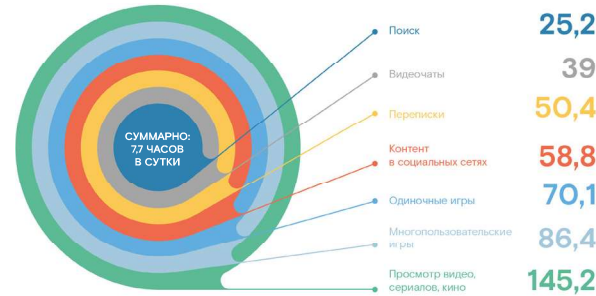 СУММАРНО:
7,7 ЧАСОВ
В СУТКИ
Поиск 25,2
Видеочаты 39
Переписки 50,4
Контент
в социальных сетях 58,8
Одиночные игры 70,1
Многопользовательские
игры 86,4
Просмотр видео,
сериалов, кино 145,2